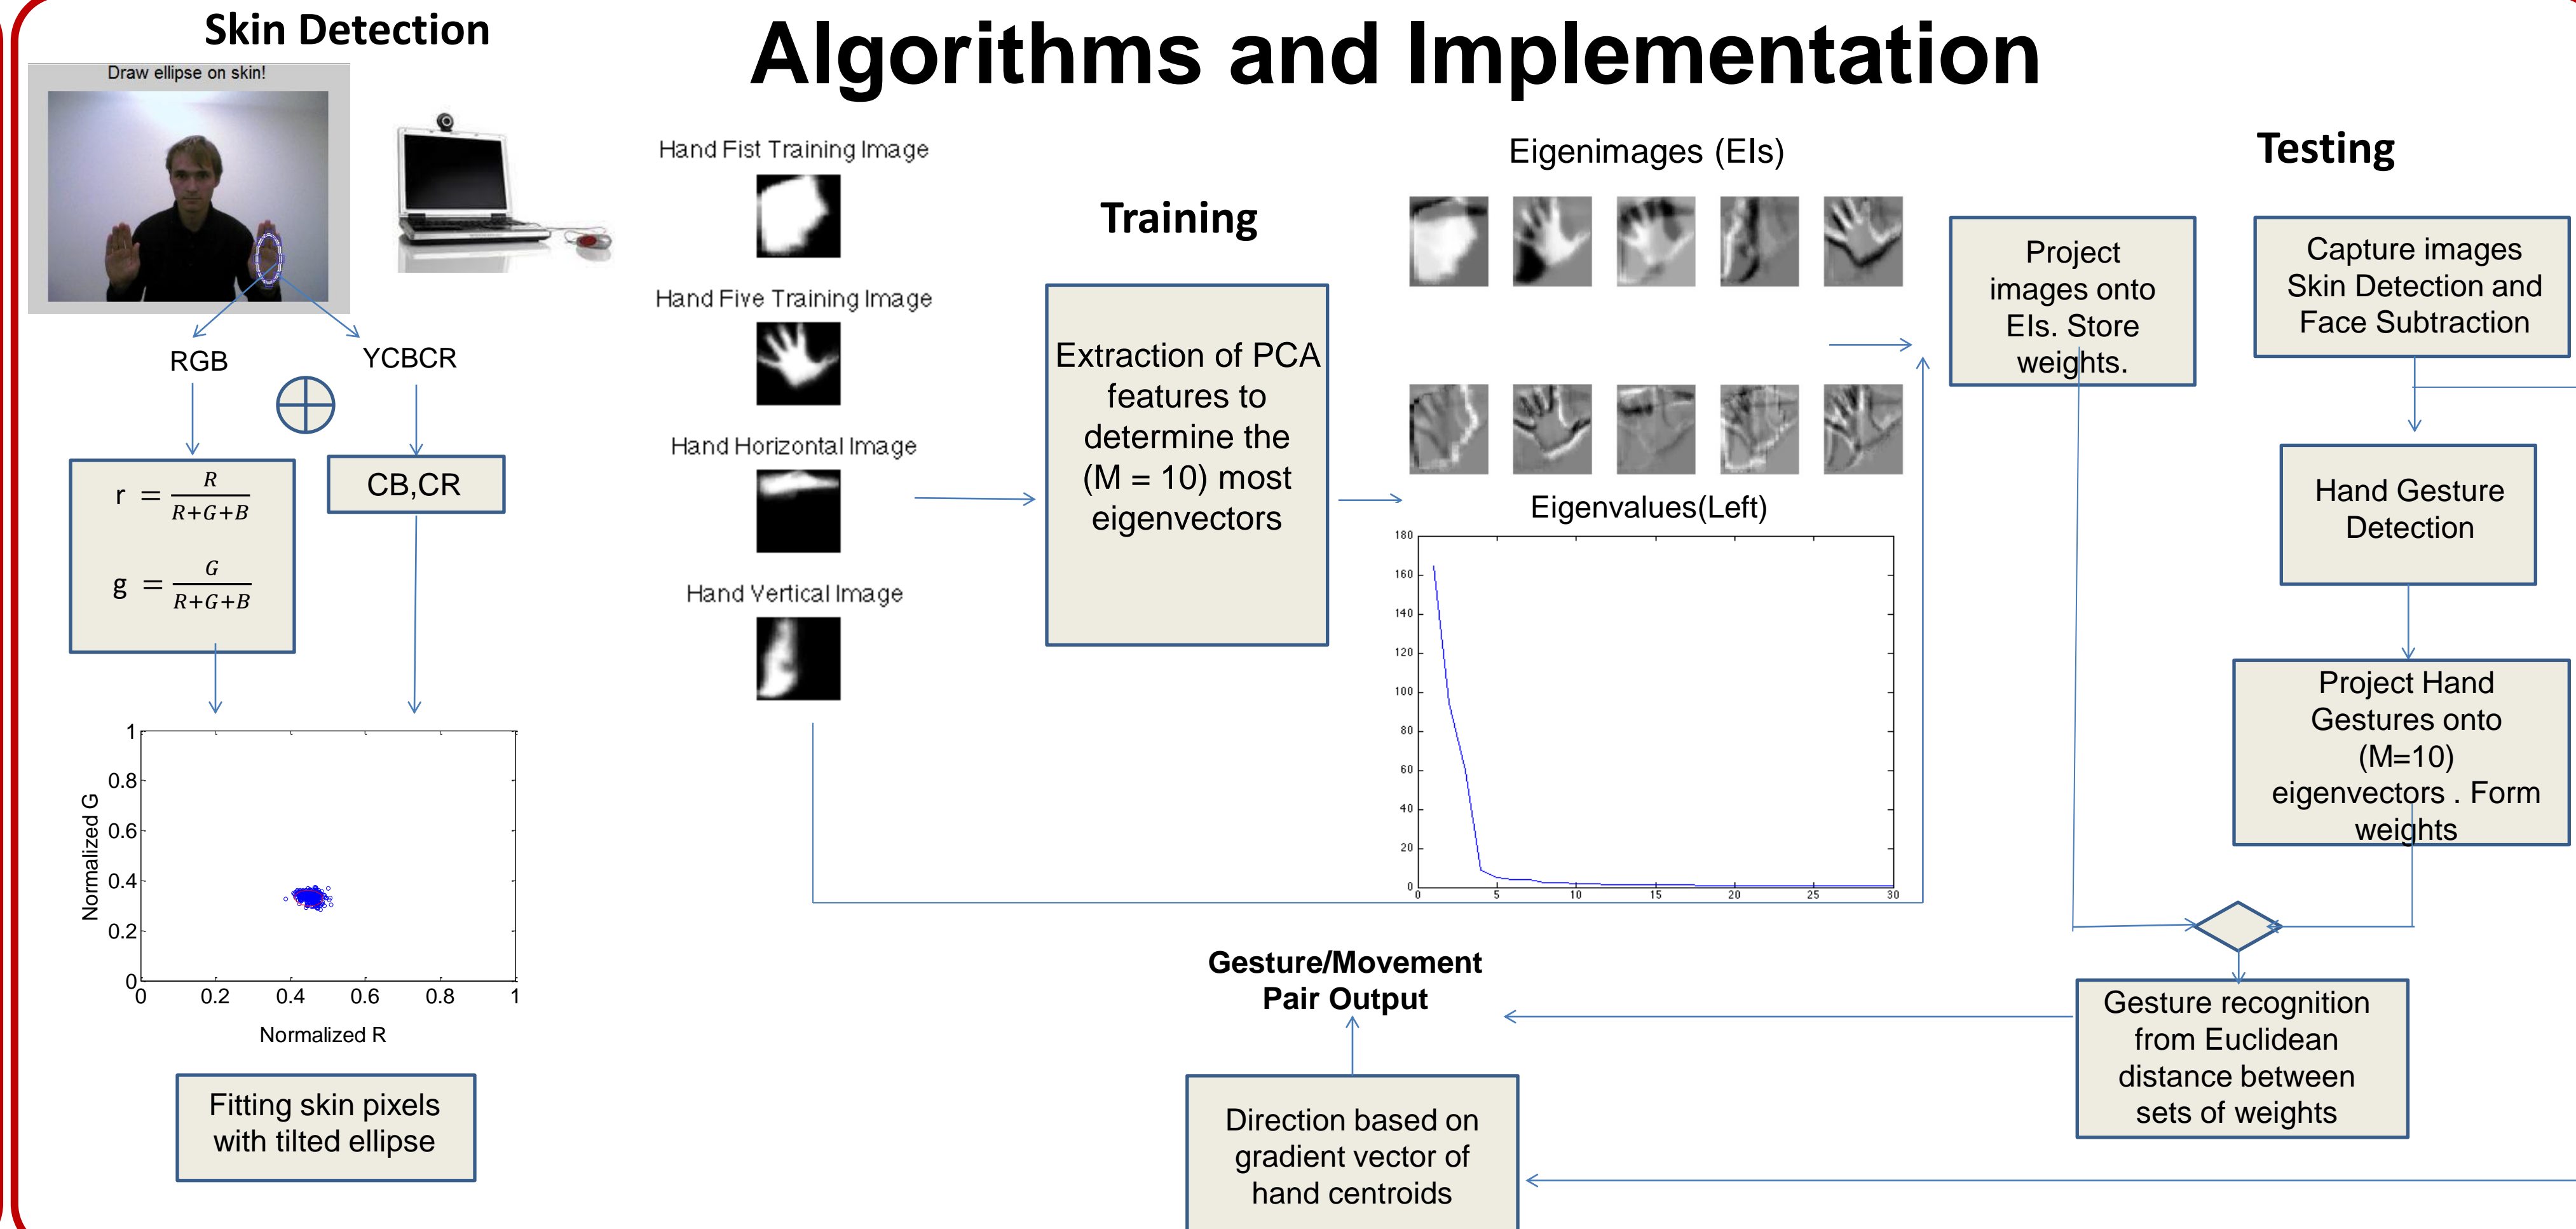 Skin Detection
Algorithms and Implementation
Draw ellipse on skin!
RGB
YCBCR
r = R / R+G+B
g = G / R+G+B
CB,CR
1
0.8
0.6
0.4
0.2
0
Normalized G
0 0.2 0.4 0.6 0.8 1
Normalized R
Fitting skin pixels
with tilted ellipse
Hand Fist Training Image
Hand Five Training Image
Hand Horizontal Image
Hand Vertical Image
Training
Extraction of PCA
features to
determine the
(M = 10) most
eigenvectors
Eigenimages (EIs)
Eigenvalues(Left)
180
160
140
120
100
80
60
40
20
0
0 5 10 15 20 25 30
Project
images onto
EIs. Store
weights.
Testing
Capture images
Skin Detection and
Face Subtraction
Hand Gesture
Detection
Project Hand
Gestures onto
(M=10)
eigenvectors . Form
weights
Gesture recognition
from Euclidean
distance between
sets of weights
Gesture/Movement
Pair Output
Direction based on
gradient vector of
hand centroids